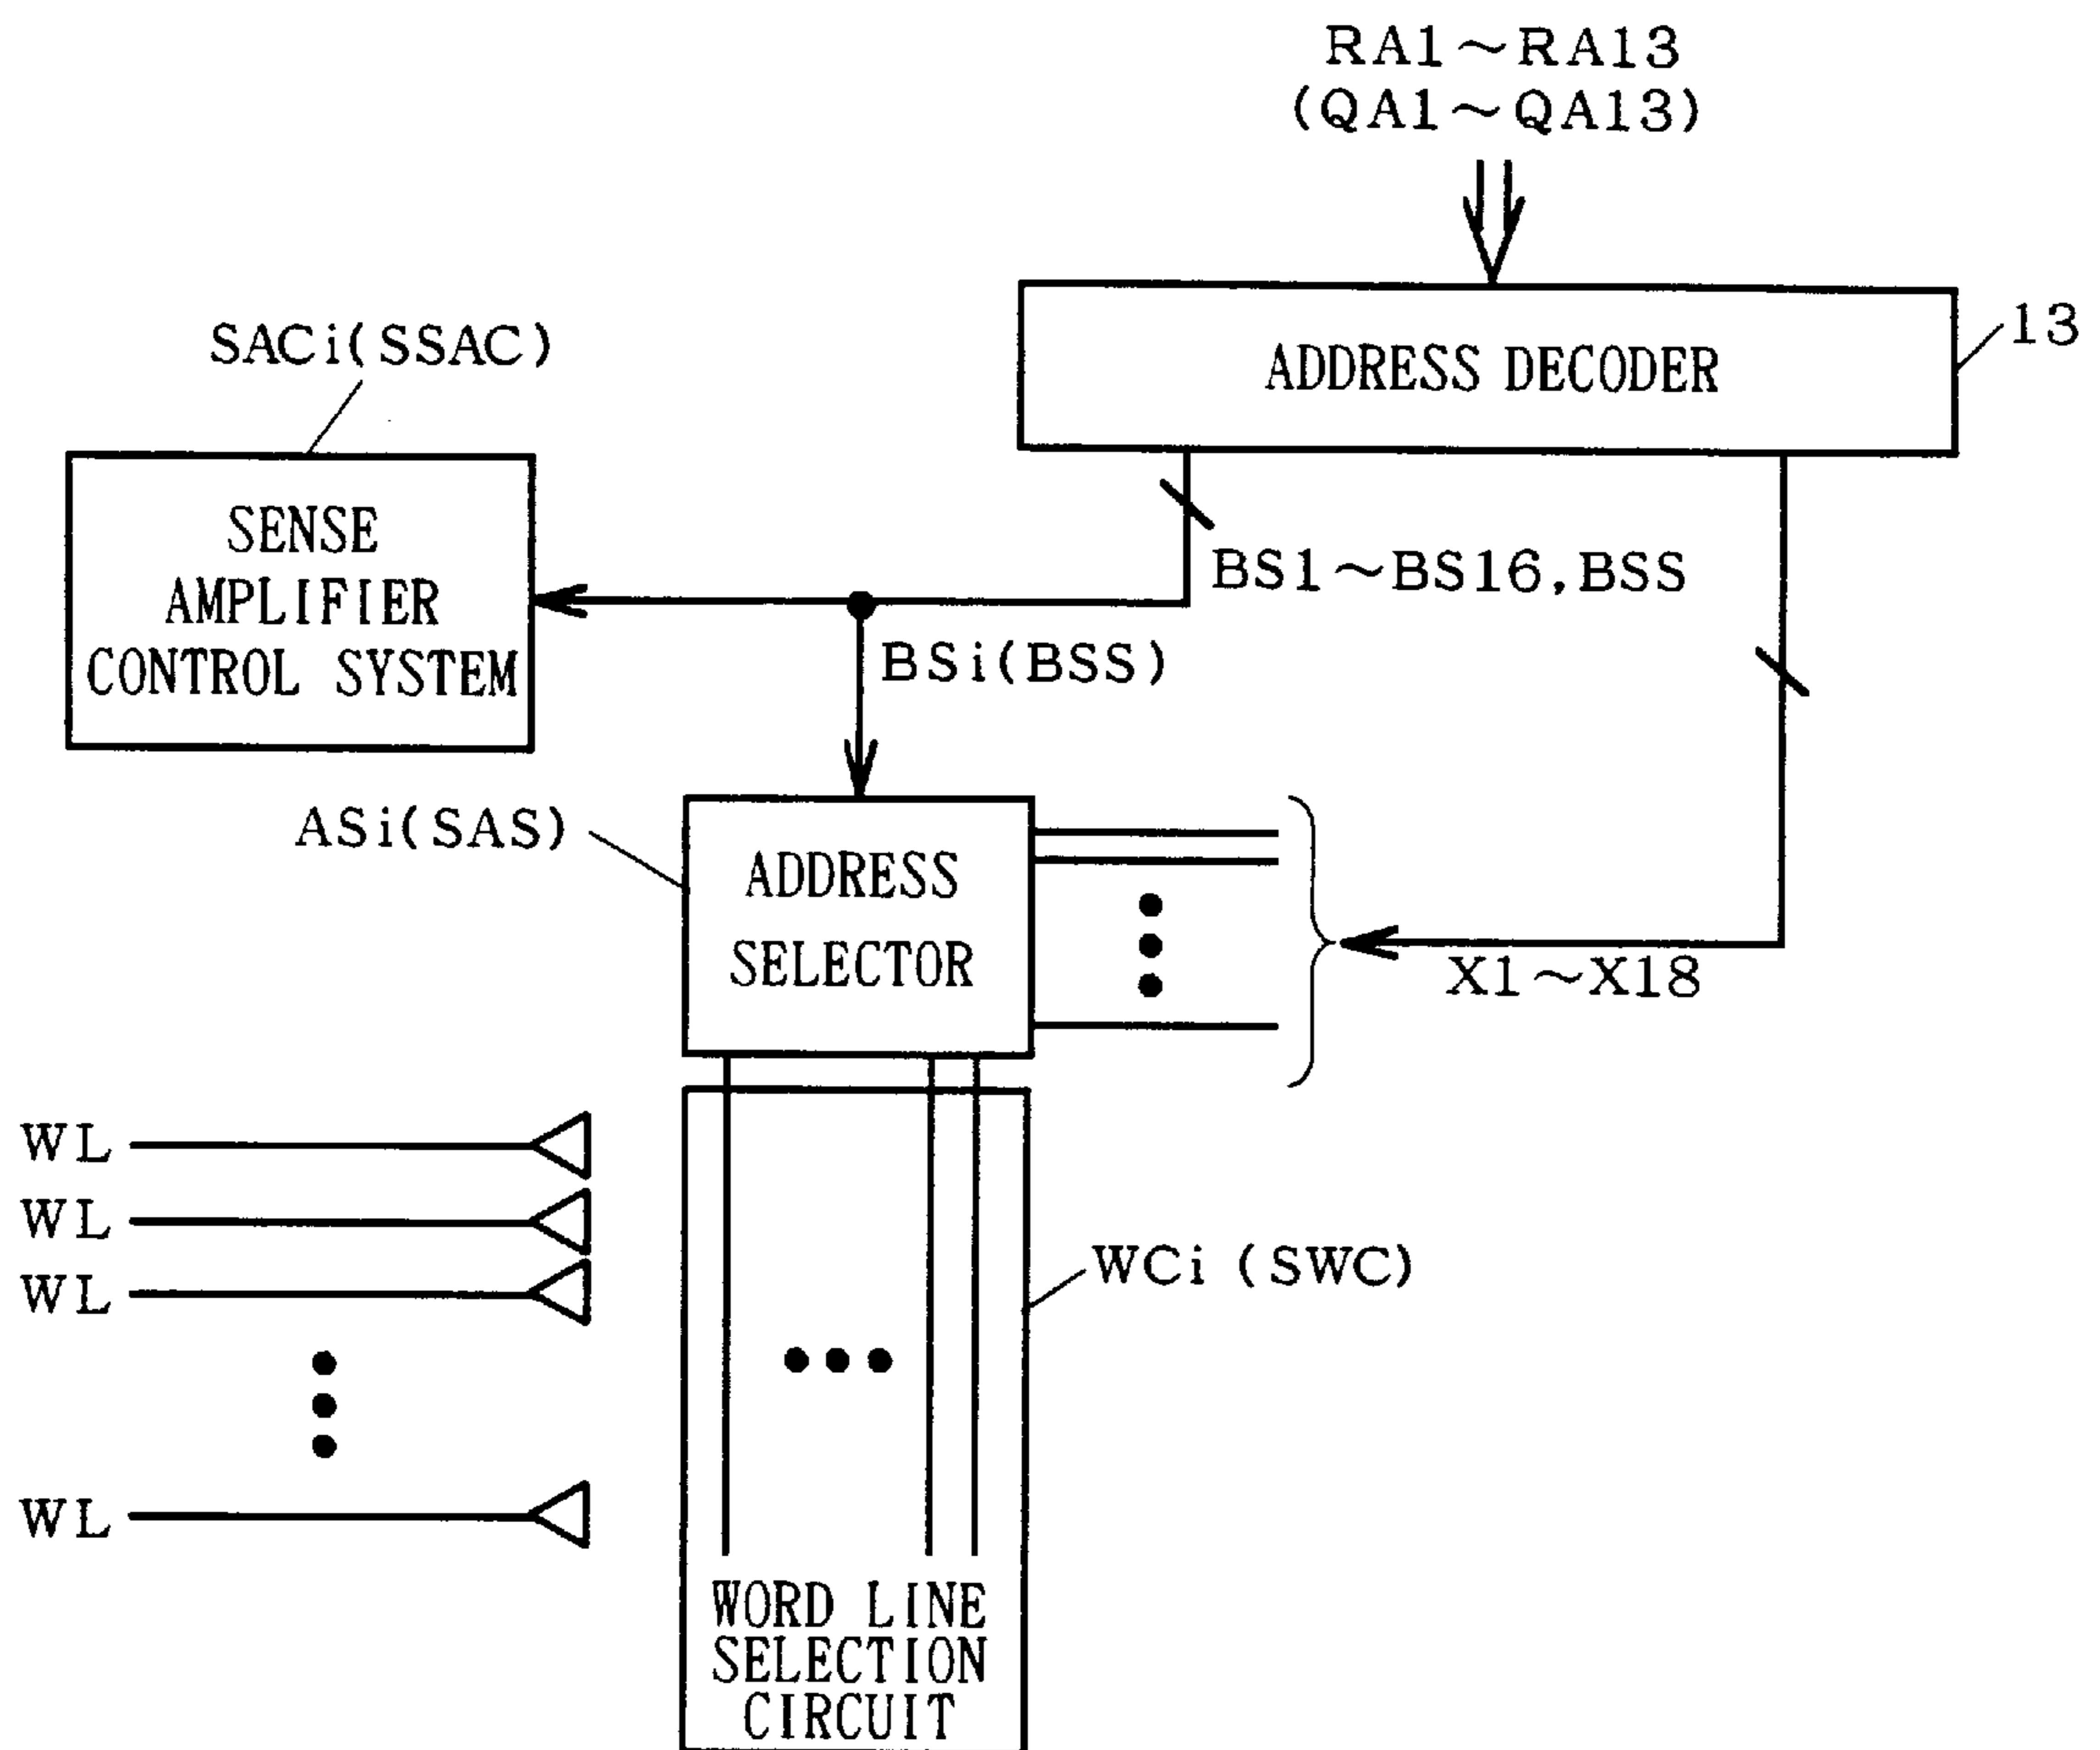 RA1~RA13
(QA1~QA13)
ADDRESS DECODER
13
SACi(SSAC)
SENSE
AMPLIFIER
CONTROL SYSTEM
BS1~BS16,BSS
BSi(BSS)
ASi(SAS)
ADDRESS
SELECTOR
X1~X18
WL
WL
WL
WL
WCi(SWC)
WORD LINE
SELECTION
CIRCUIT